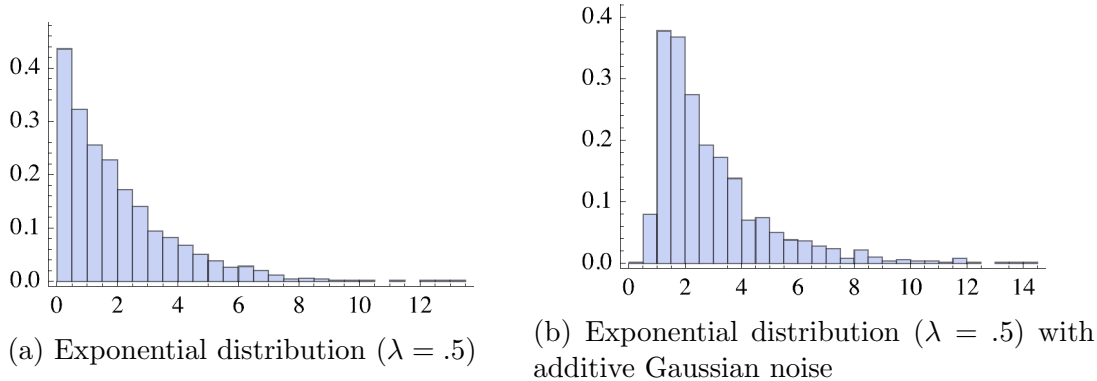 0.4
0.3
0.2
0.1
0.0
0 2 4 6 8 10 12
(a) Exponential distribution (λ = .5)
0.4
0.3
0.2
0.1
0.0
0 2 4 6 8 10 12 14
(b) Exponential distribution (λ = .5) with
additive Gaussian noise